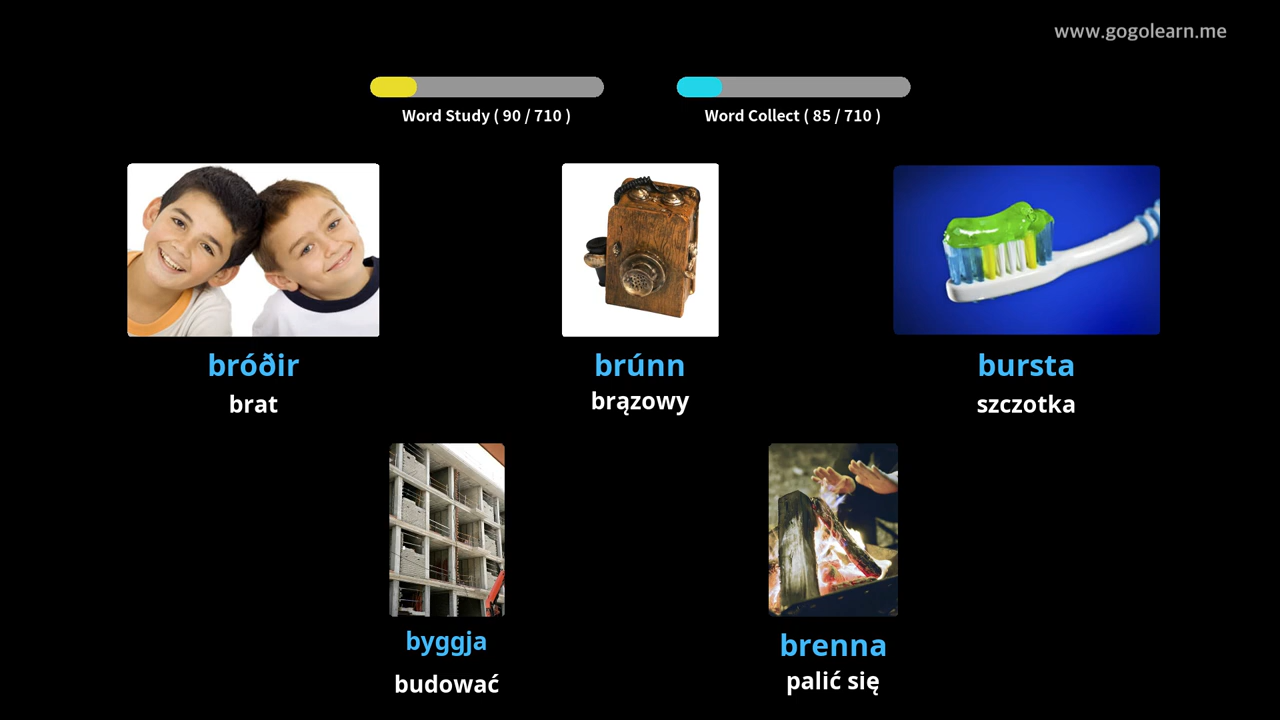 www.gogolearn.me
Word Study ( 90 / 710 )
Word Collect ( 85 / 710 )
bróðir
brat
brúnn
brązowy
bursta
szczotka
byggja
budować
brenna
palić się